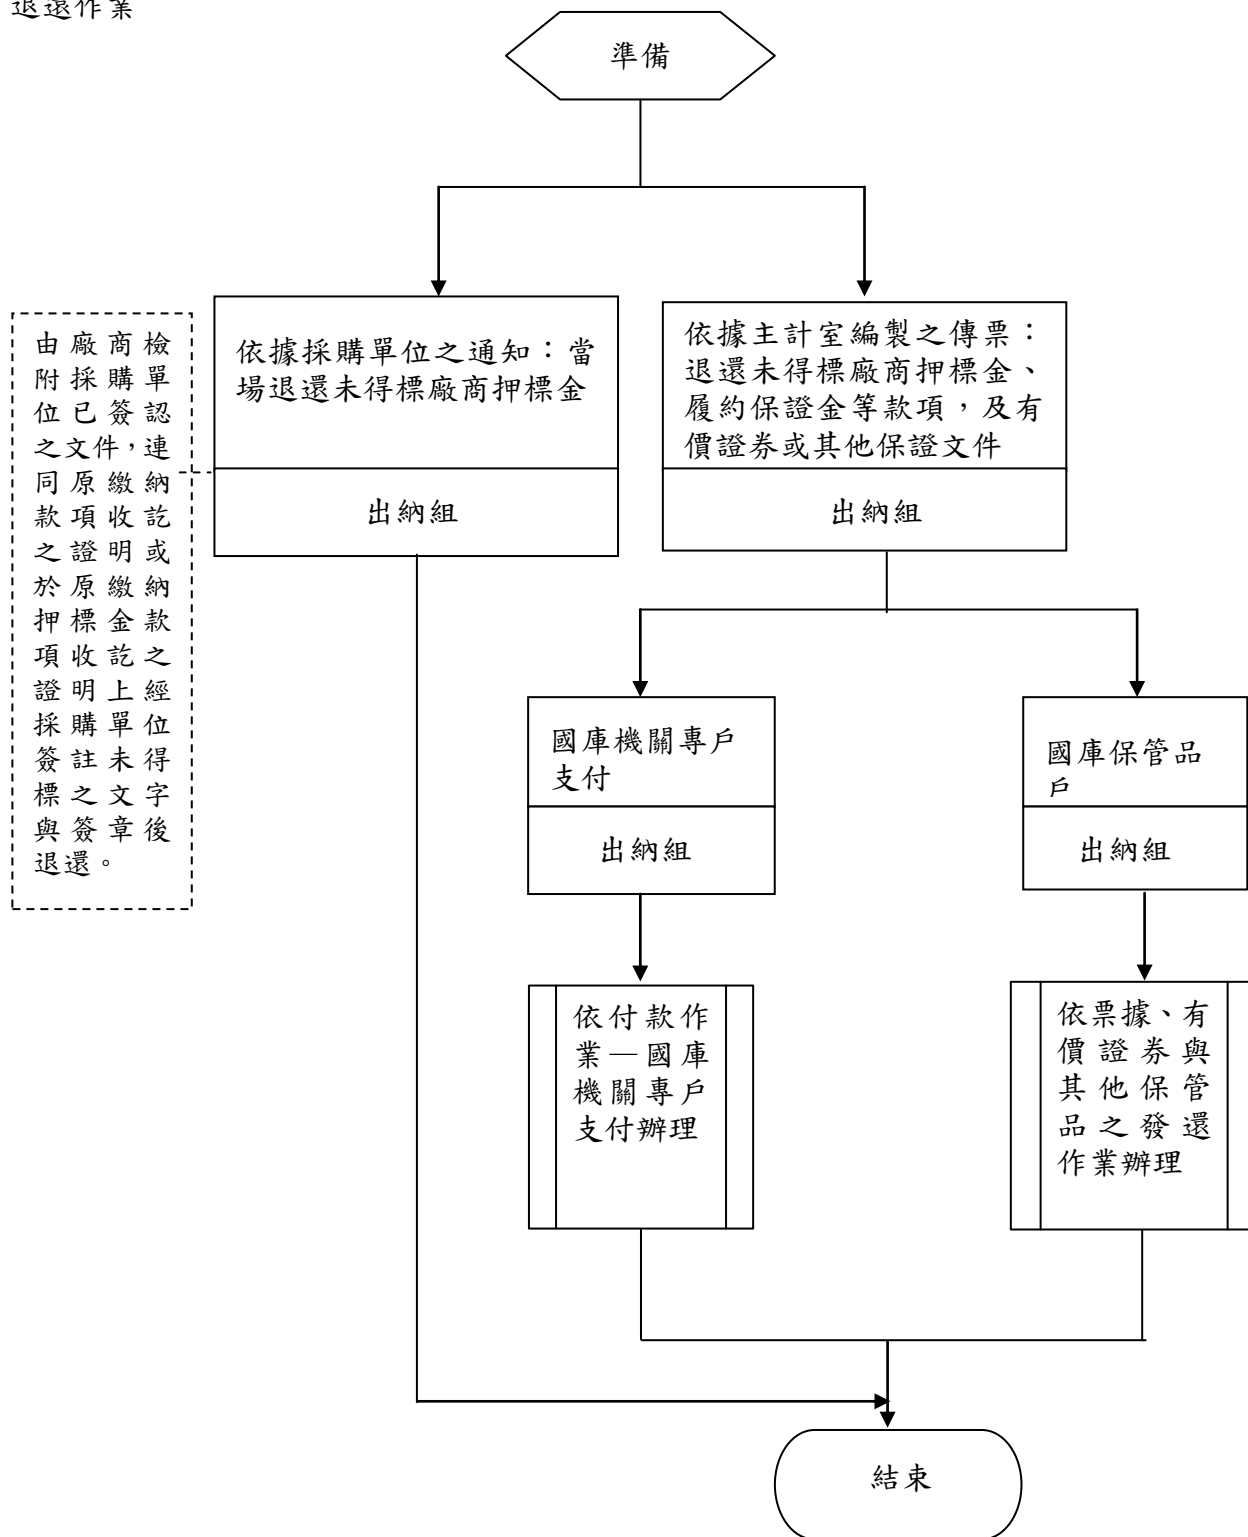 退還作業
準備
由廠商檢
附採購單
位已簽認
之文件，連
同原繳納
款項收訖
之證明或
於原繳納
押標金款
項收訖之
證明上經
採購單位
簽註未得
標之文字
與簽章後
退還。
依據採購單位之通知：當
場退還未得標廠商押標金
出納組
依據主計室編製之傳票：
退還未得標廠商押標金、
履約保證金等款項，及有
價證券或其他保證文件
出納組
國庫機關專戶
支付
出納組
國庫保管品
戶
出納組
依付款作
業—國庫
機關專戶
支付辦理
依票據、有
價證券與
其他保管
品之發還
作業辦理
結束